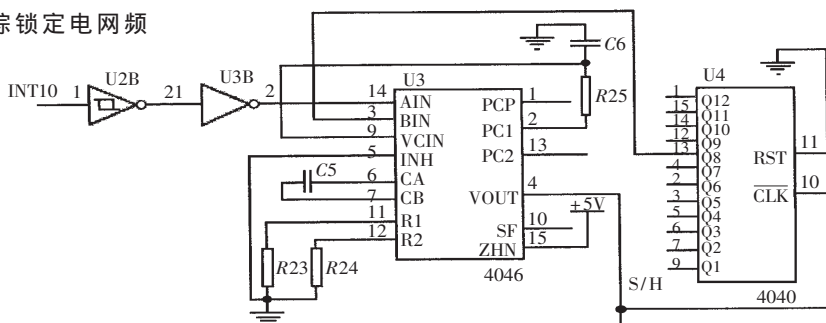 踪锁定电网频
C6
U2B
U3B
U3
U4
INT10 1
21
2
14 AIN
3 BIN
9 VCIN
5 INH
6 CA
7 CB
11 R1
12 R2
PCP 1
PC1 2
PC2 13
VOUT 4
SF 10
ZHN 15
+5V
4046
R25
C5
R23
R24
S/H
1 Q12
15 Q11
14 Q10
12 Q9
13 Q8
4 Q7
2 Q6
3 Q5
5 Q4
6 Q3
7 Q2
9 Q1
RST 11
CLK 10
4040